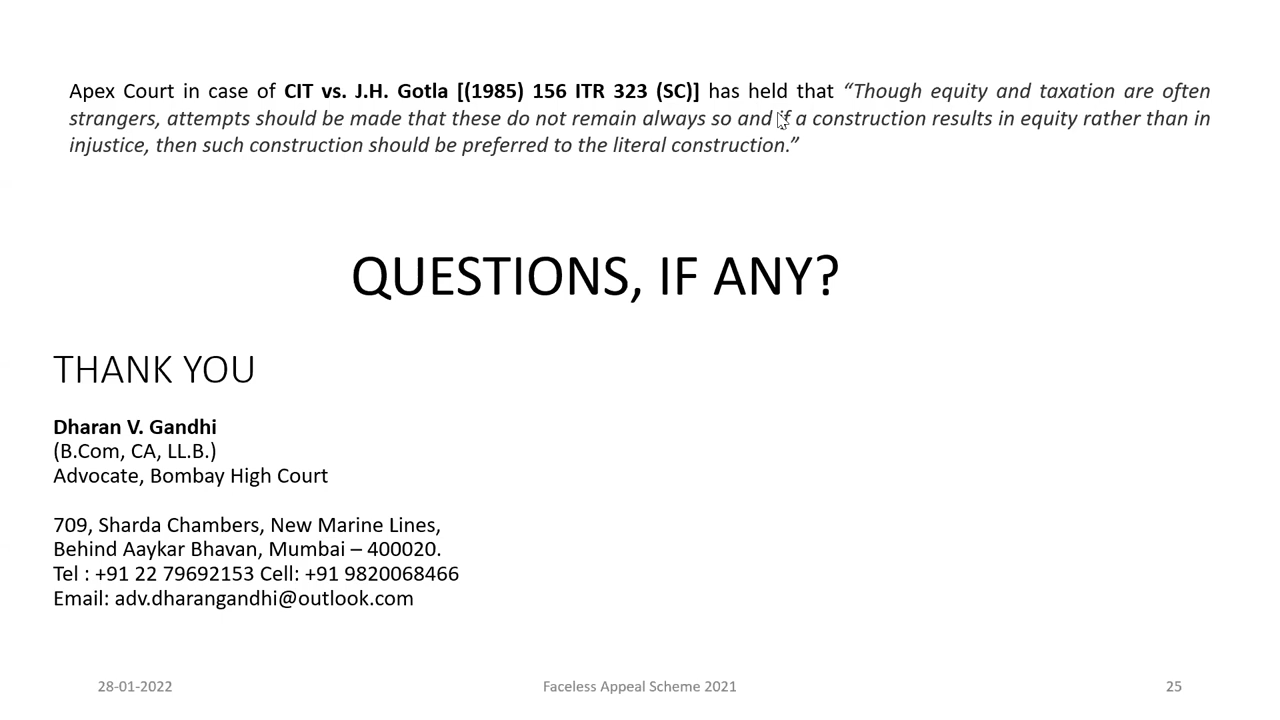 Apex Court in case of CIT vs. J.H. Gotla [(1985) 156 ITR 323 (SC)] has held that “Though equity and taxation are often
strangers, attempts should be made that these do not remain always so and if a construction results in equity rather than in
injustice, then such construction should be preferred to the literal construction.”
QUESTIONS, IF ANY?
THANK YOU
Dharan V. Gandhi
(B.Com, CA, LL.B.)
Advocate, Bombay High Court
709, Sharda Chambers, New Marine Lines,
Behind Aaykar Bhavan, Mumbai – 400020.
Tel : +91 22 79692153 Cell: +91 9820068466
Email: adv.dharangandhi@outlook.com
28-01-2022 Faceless Appeal Scheme 2021 25